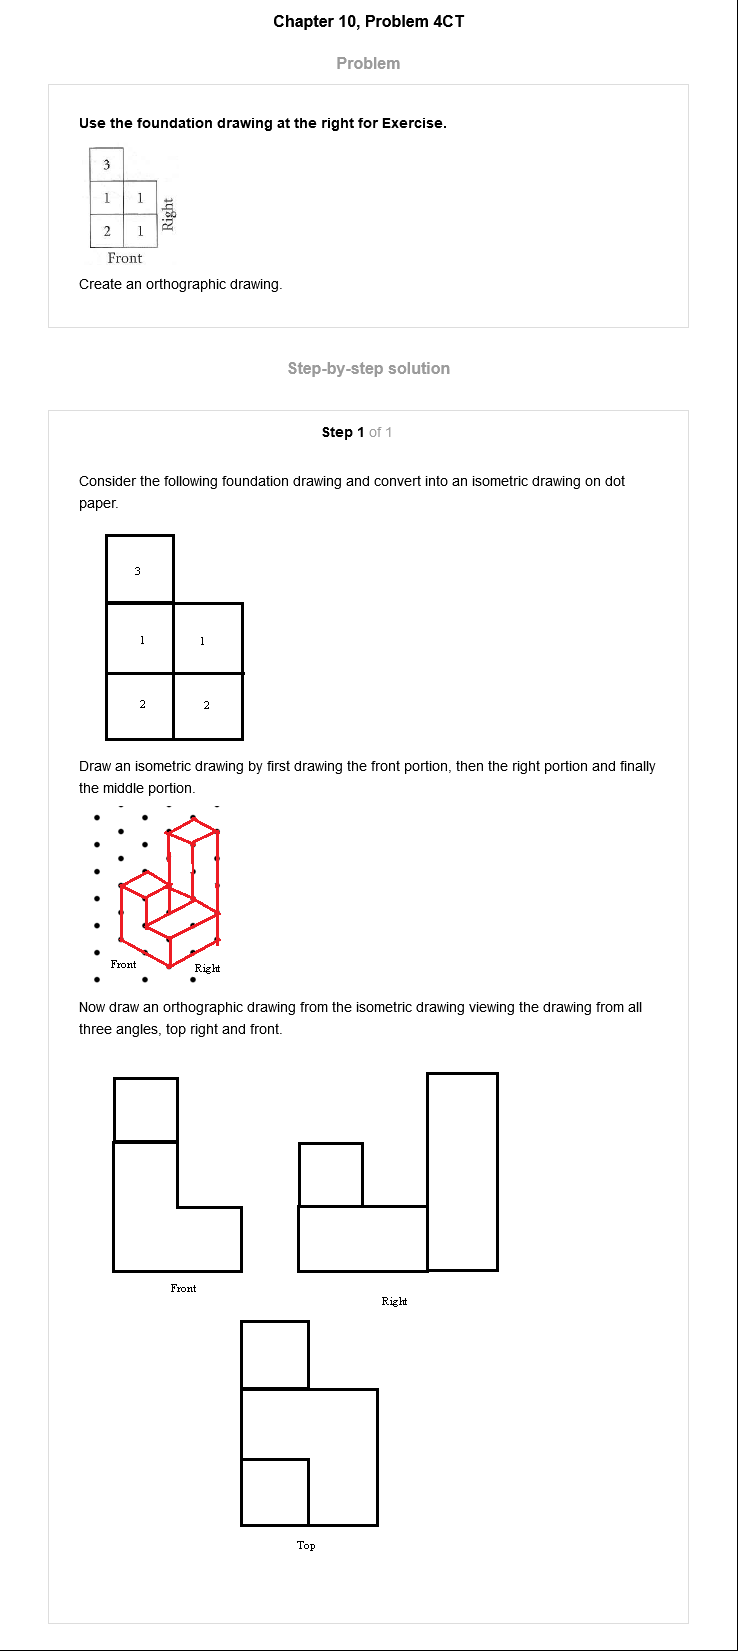 Chapter 10, Problem 4CT
Problem
Use the foundation drawing at the right for Exercise.
3
1 1
2 1
Right
Front
Create an orthographic drawing.
Step-by-step solution
Step 1 of 1
Consider the following foundation drawing and convert into an isometric drawing on dot
paper.
3
1 1
2 2
Draw an isometric drawing by first drawing the front portion, then the right portion and finally
the middle portion.
Front Right
Now draw an orthographic drawing from the isometric drawing viewing the drawing from all
three angles, top right and front.
Front
Right
Top